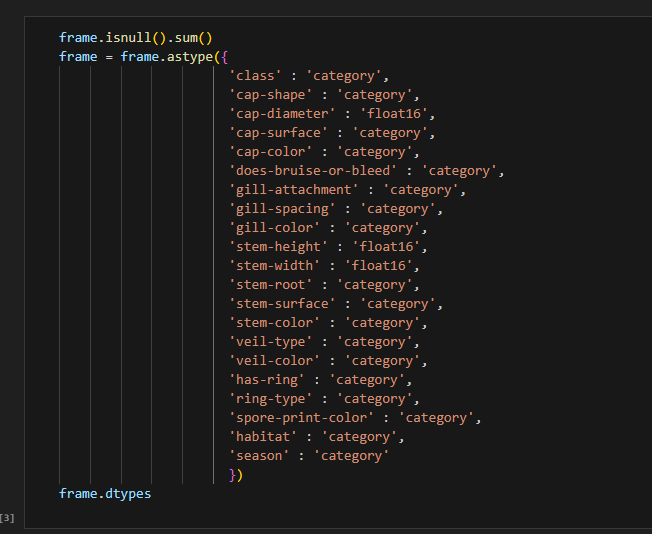 frame.isnull().sum()
frame = frame.astype({
'class' : 'category',
'cap-shape' : 'category',
'cap-diameter' : 'float16',
'cap-surface' : 'category',
'cap-color' : 'category',
'does-bruise-or-bleed' : 'category',
'gill-attachment' : 'category',
'gill-spacing' : 'category',
'gill-color' : 'category',
'stem-height' : 'float16',
'stem-width' : 'float16',
'stem-root' : 'category',
'stem-surface' : 'category',
'stem-color' : 'category',
'veil-type' : 'category',
'veil-color' : 'category',
'has-ring' : 'category',
'ring-type' : 'category',
'spore-print-color' : 'category',
'habitat' : 'category',
'season' : 'category'
})
frame.dtypes
[3]